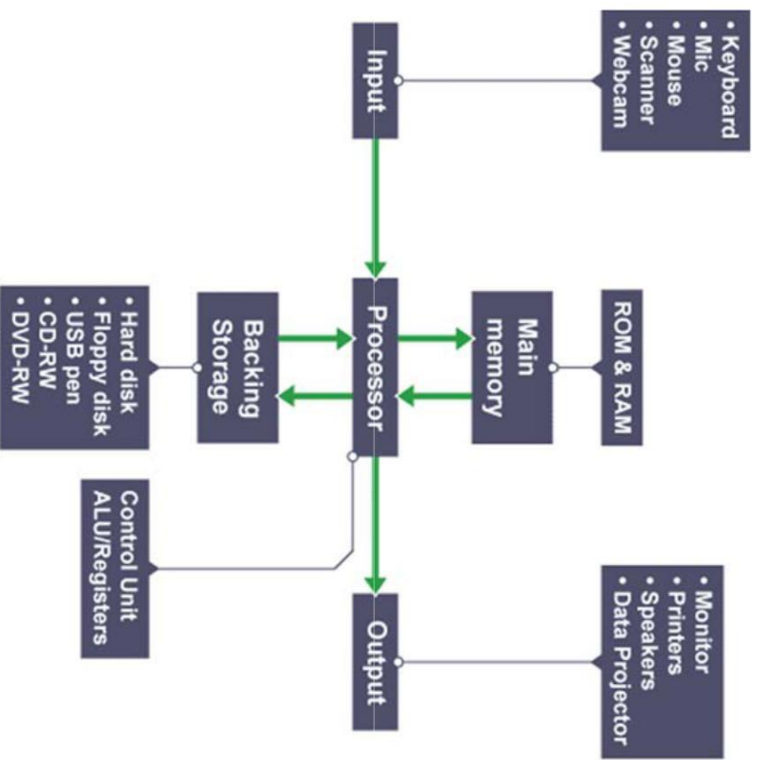 • Keyboard
• Mic
• Mouse
• Scanner
• Webcam
ROM & RAM
• Monitor
• Printers
• Speakers
• Data Projector
Main
memory
Input
Processor
Output
Backing
Storage
• Hard disk
• Floppy disk
• USB pen
• CD-RW
• DVD-RW
Control Unit
ALU/Registers